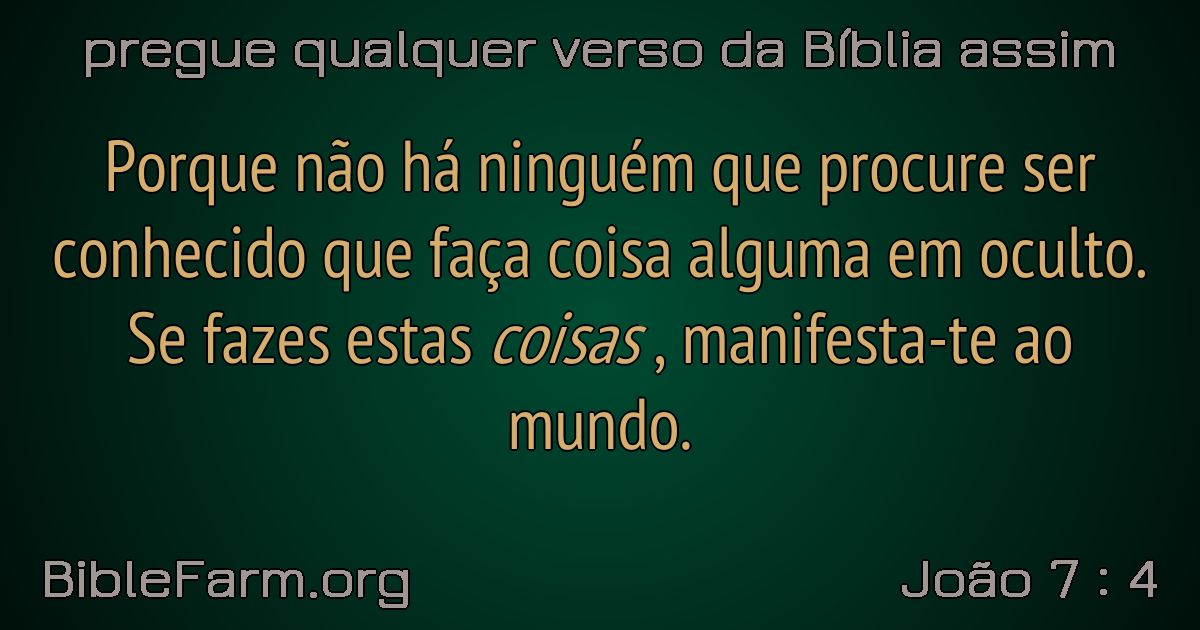 pregue qualquer verso da Bíblia assim
Porque não há ninguém que procure ser
conhecido que faça coisa alguma em oculto.
Se fazes estas coisas , manifesta-te ao
mundo.
BibleFarm.org
João 7 : 4